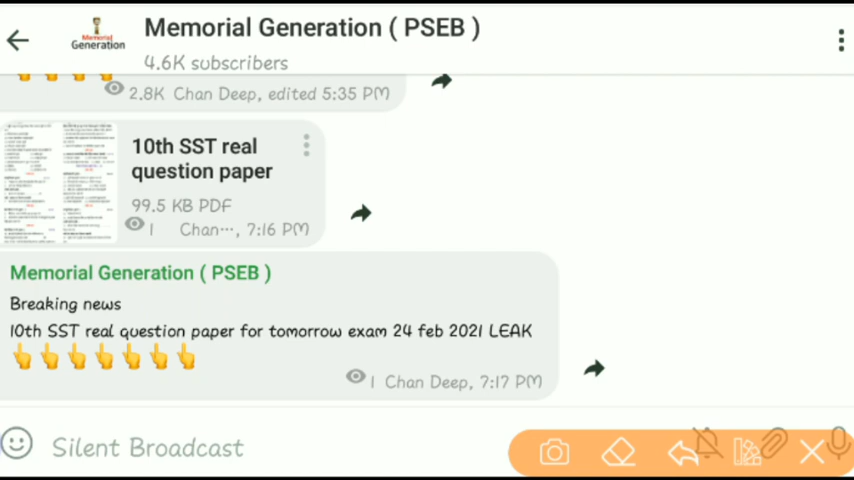 Memorial Generation ( PSEB )
Memorial
Generation
4.6K subscribers
2.8K Chan Deep, edited 5:35 PM
10th SST real
question paper
99.5 KB PDF
1 Chan..., 7:16 PM
Memorial Generation ( PSEB )
Breaking news
10th SST real question paper for tomorrow exam 24 feb 2021 LEAK
👆👆👆👆👆👆👆
1 Chan Deep, 7:17 PM
Silent Broadcast